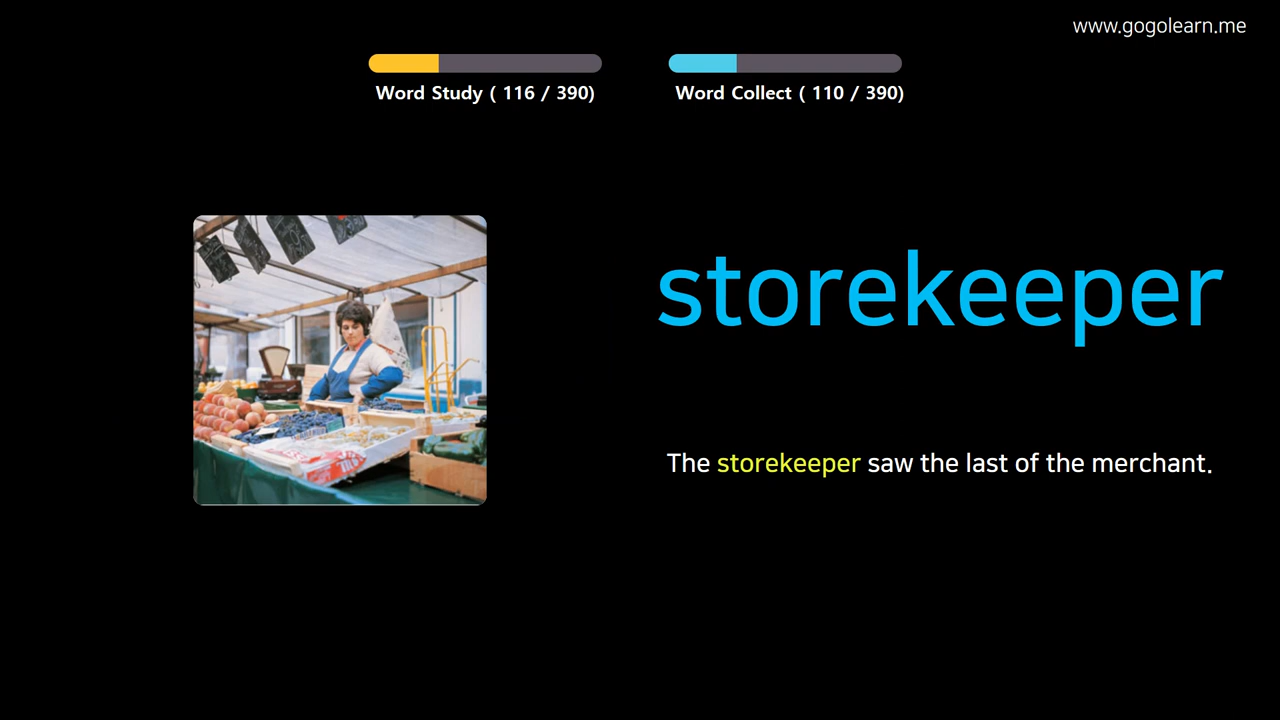 www.gogolearn.me
Word Study ( 116 / 390)
Word Collect ( 110 / 390)
storekeeper
The storekeeper saw the last of the merchant.